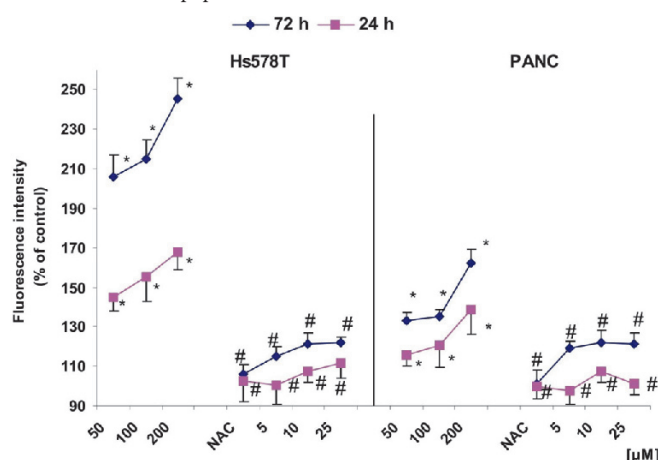 72 h 24 h
Hs578T PANC
Fluorescence intensity
(% of control)
250
230
210
190
170
150
130
110
90
* * *
* * *
# # # #
# # # #
* * *
* * *
# # # #
# # # #
50 100 200 NAC 5 10 25 50 100 200 NAC 5 10 25 [µM]